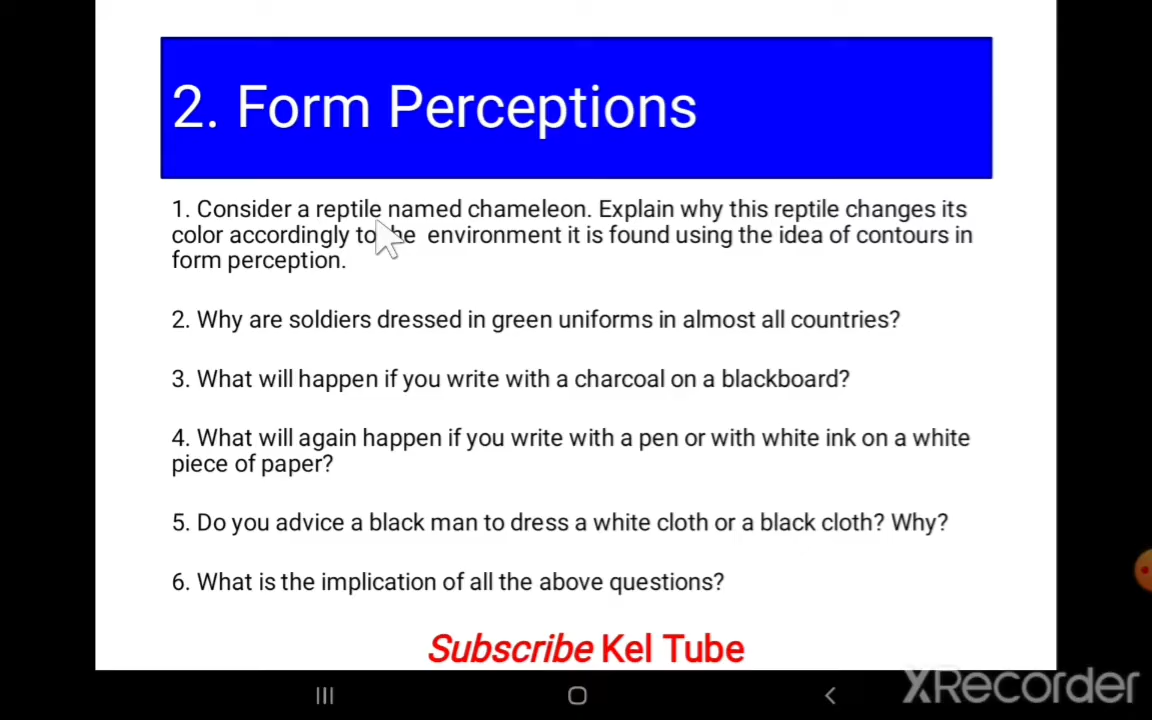 2. Form Perceptions
1. Consider a reptile named chameleon. Explain why this reptile changes its
color accordingly to he environment it is found using the idea of contours in
form perception.
2. Why are soldiers dressed in green uniforms in almost all countries?
3. What will happen if you write with a charcoal on a blackboard?
4. What will again happen if you write with a pen or with white ink on a white
piece of paper?
5. Do you advice a black man to dress a white cloth or a black cloth? Why?
6. What is the implication of all the above questions?
Subscribe Kel Tube
XRecorder